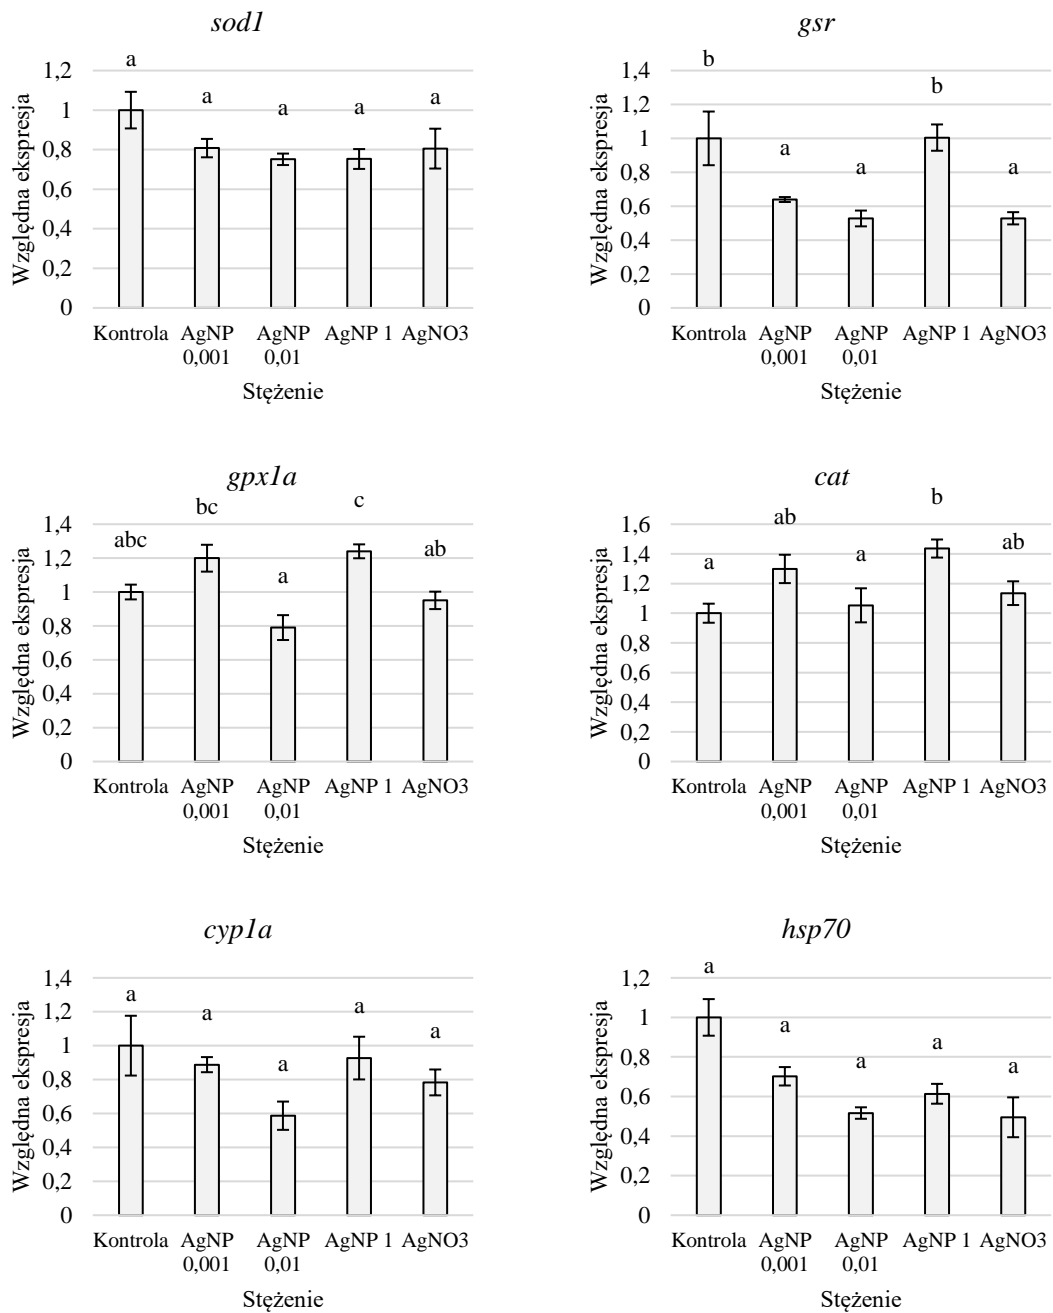 sod1
a
a
a
a
a
1,2
1
0,8
0,6
0,4
0,2
0
Względna ekspresja
Kontrola AgNP 0,001 AgNP 0,01 AgNP 1 AgNO3
Stężenie
gsr
b
a
a
b
a
1,4
1,2
1
0,8
0,6
0,4
0,2
0
Względna ekspresja
Kontrola AgNP 0,001 AgNP 0,01 AgNP 1 AgNO3
Stężenie
gpx1a
abc
bc
a
c
ab
1,4
1,2
1
0,8
0,6
0,4
0,2
0
Względna ekspresja
Kontrola AgNP 0,001 AgNP 0,01 AgNP 1 AgNO3
Stężenie
cat
a
ab
a
b
ab
1,6
1,4
1,2
1
0,8
0,6
0,4
0,2
0
Względna ekspresja
Kontrola AgNP 0,001 AgNP 0,01 AgNP 1 AgNO3
Stężenie
cyp1a
a
a
a
a
a
1,4
1,2
1
0,8
0,6
0,4
0,2
0
Względna ekspresja
Kontrola AgNP 0,001 AgNP 0,01 AgNP 1 AgNO3
Stężenie
hsp70
a
a
a
a
a
1,2
1
0,8
0,6
0,4
0,2
0
Względna ekspresja
Kontrola AgNP 0,001 AgNP 0,01 AgNP 1 AgNO3
Stężenie